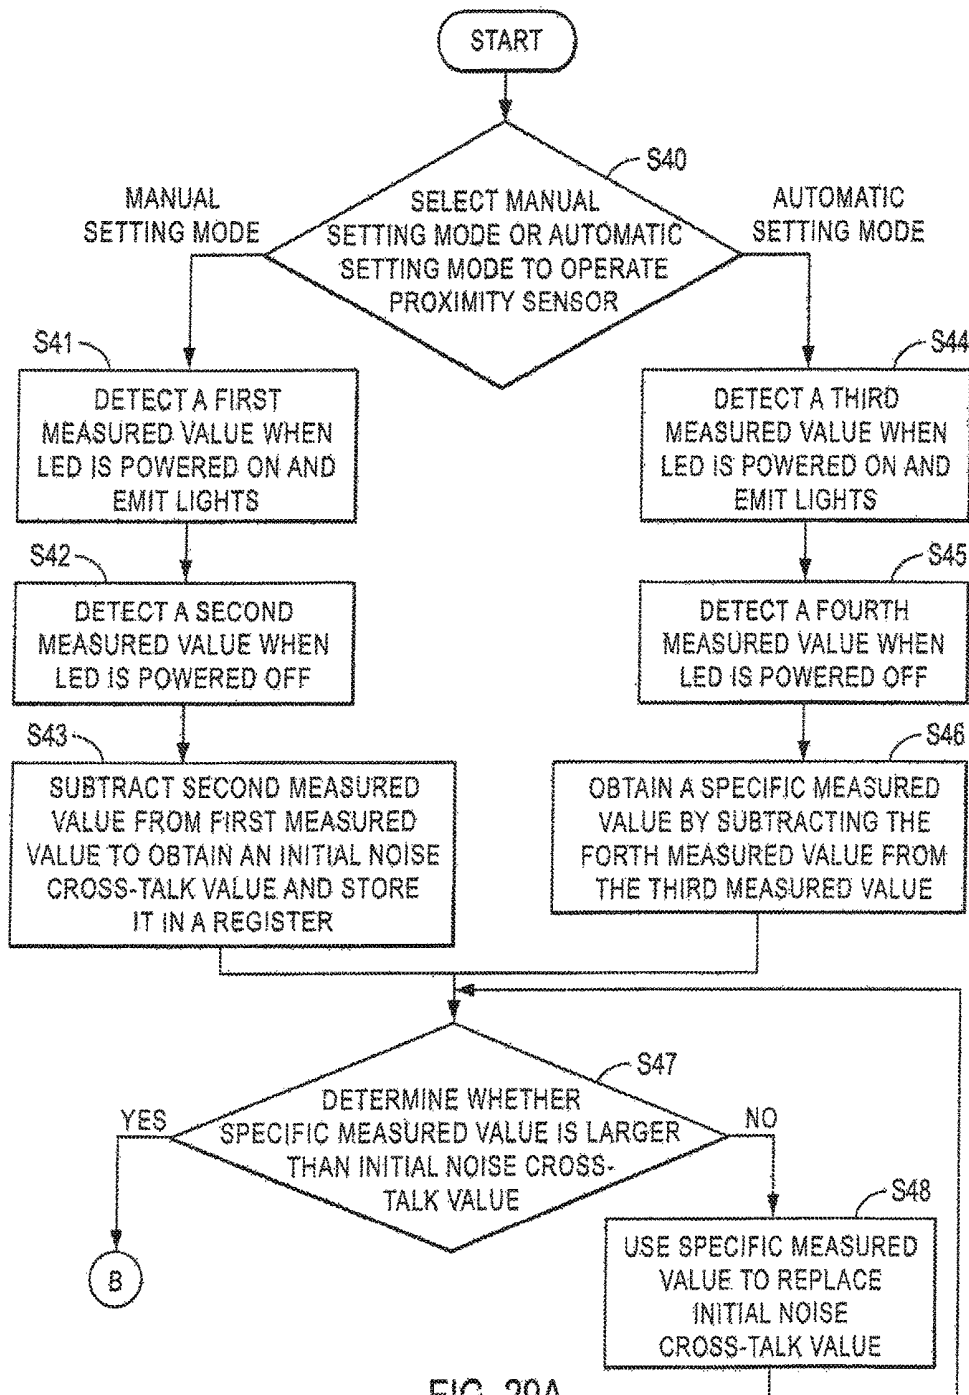 START
S40
SELECT MANUAL
SETTING MODE OR AUTOMATIC
SETTING MODE TO OPERATE
PROXIMITY SENSOR
MANUAL
SETTING MODE
AUTOMATIC
SETTING MODE
S41
DETECT A FIRST
MEASURED VALUE WHEN
LED IS POWERED ON AND
EMIT LIGHTS
S44
DETECT A THIRD
MEASURED VALUE WHEN
LED IS POWERED ON AND
EMIT LIGHTS
S42
DETECT A SECOND
MEASURED VALUE WHEN
LED IS POWERED OFF
S45
DETECT A FOURTH
MEASURED VALUE WHEN
LED IS POWERED OFF
S43
SUBTRACT SECOND MEASURED
VALUE FROM FIRST MEASURED
VALUE TO OBTAIN AN INITIAL NOISE
CROSS-TALK VALUE AND STORE
IT IN A REGISTER
S46
OBTAIN A SPECIFIC MEASURED
VALUE BY SUBTRACTING THE
FORTH MEASURED VALUE FROM
THE THIRD MEASURED VALUE
S47
DETERMINE WHETHER
SPECIFIC MEASURED VALUE IS LARGER
THAN INITIAL NOISE CROSS-
TALK VALUE
YES
NO
B
S48
USE SPECIFIC MEASURED
VALUE TO REPLACE
INITIAL NOISE
CROSS-TALK VALUE
FIG. 29A